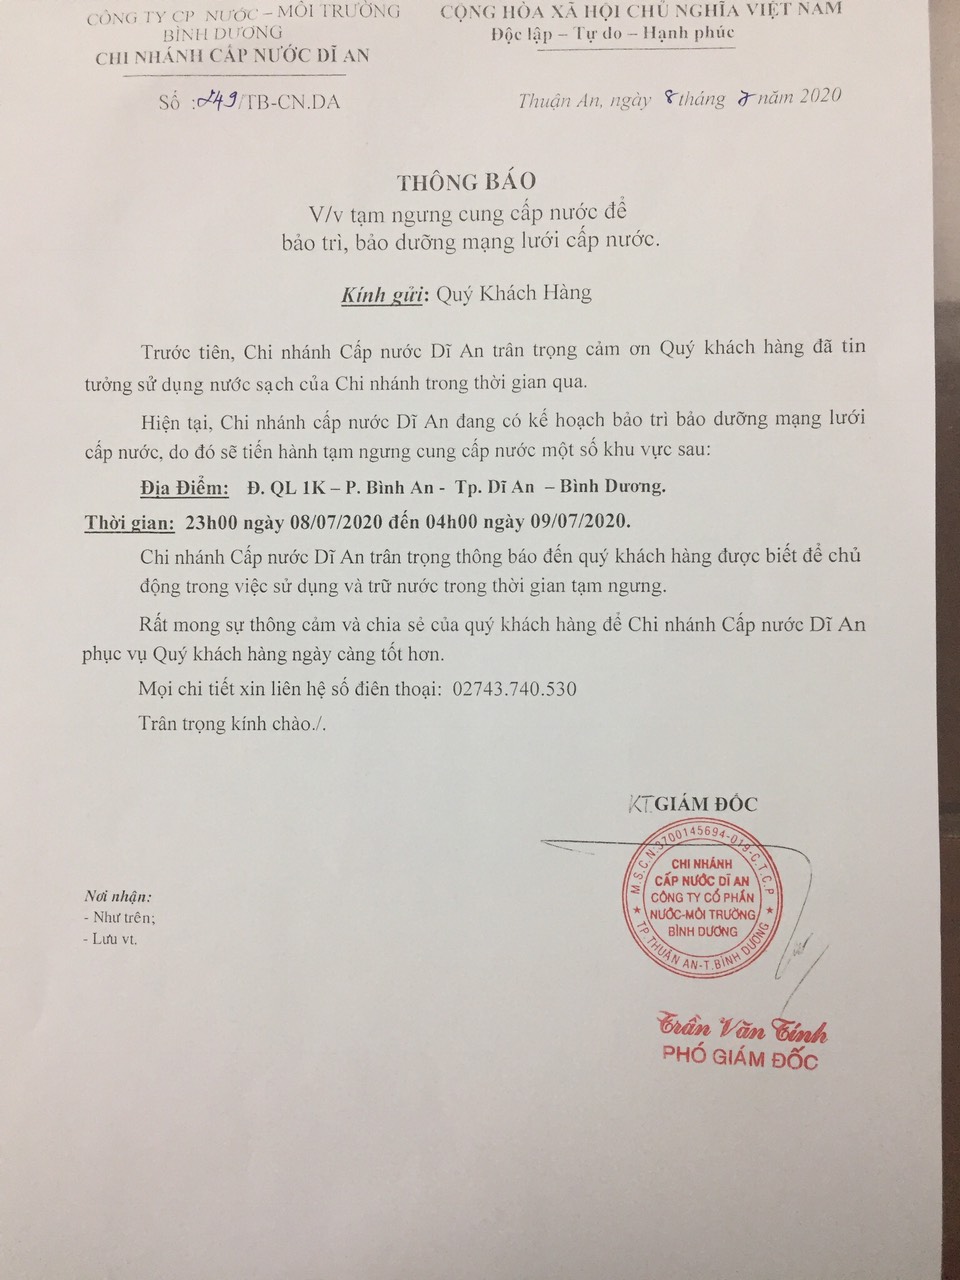 CÔNG TY CP NƯỚC – MÔI TRƯỜNG
BÌNH DƯƠNG
CHI NHÁNH CẤP NƯỚC DĨ AN
Số :249/TB-CN.DA
CỘNG HÒA XÃ HỘI CHỦ NGHĨA VIỆT NAM
Độc lập – Tự do – Hạnh phúc
Thuận An, ngày 8 tháng 7 năm 2020
THÔNG BÁO
V/v tạm ngưng cung cấp nước để
bảo trì, bảo dưỡng mạng lưới cấp nước.
Kính gửi: Quý Khách Hàng
Trước tiên, Chi nhánh Cấp nước Dĩ An trân trọng cảm ơn Quý khách hàng đã tin
tưởng sử dụng nước sạch của Chi nhánh trong thời gian qua.
Hiện tại, Chi nhánh cấp nước Dĩ An đang có kế hoạch bảo trì bảo dưỡng mạng lưới
cấp nước, do đó sẽ tiến hành tạm ngưng cung cấp nước một số khu vực sau:
Địa Điểm: Đ. QL 1K – P. Bình An - Tp. Dĩ An – Bình Dương.
Thời gian: 23h00 ngày 08/07/2020 đến 04h00 ngày 09/07/2020.
Chi nhánh Cấp nước Dĩ An trân trọng thông báo đến quý khách hàng được biết để chủ
động trong việc sử dụng và trữ nước trong thời gian tạm ngưng.
Rất mong sự thông cảm và chia sẻ của quý khách hàng để Chi nhánh Cấp nước Dĩ An
phục vụ Quý khách hàng ngày càng tốt hơn.
Mọi chi tiết xin liên hệ số điện thoại: 02743.740.530
Trân trọng kính chào./.
KT.GIÁM ĐỐC
M.S.C.N:3700145694-019-C.T.C.P
CHI NHÁNH
CẤP NƯỚC DĨ AN
CÔNG TY CỔ PHẦN
NƯỚC-MÔI TRƯỜNG
BÌNH DƯƠNG
TP.THUẬN AN-T.BÌNH DƯƠNG
Nơi nhận:
- Như trên;
- Lưu vt.
Trần Văn Tính
PHÓ GIÁM ĐỐC